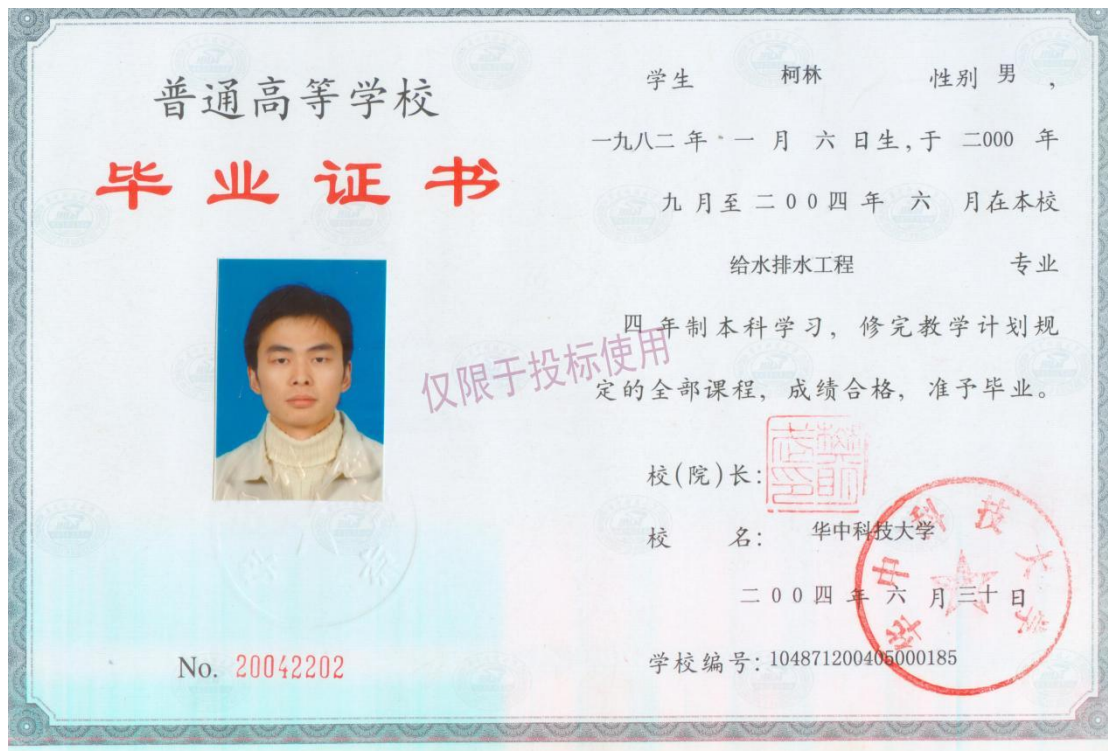 普通高等学校
毕业证书
No. 20042202
仅限于投标使用
学生 柯林 性别 男 ,
一九八二 年 一 月 六 日生,于 二000 年
九 月至 二00四 年 六 月在本校
给水排水工程 专业
四 年制本科学习, 修完教学计划规
定的全部课程, 成绩合格, 准予毕业。
校(院)长:
校 名: 华中科技大学
二00四 年 六 月 三十 日
学校编号: 104871200405000185
华中科技大学